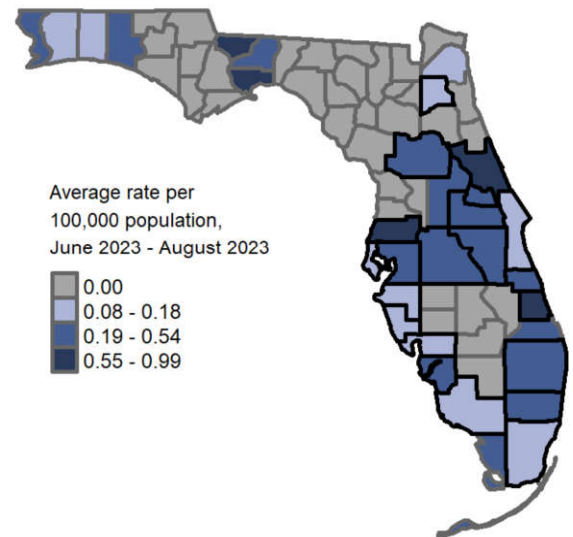 Average rate per
100,000 population,
June 2023 - August 2023
0.00
0.08 - 0.18
0.19 - 0.54
0.55 - 0.99